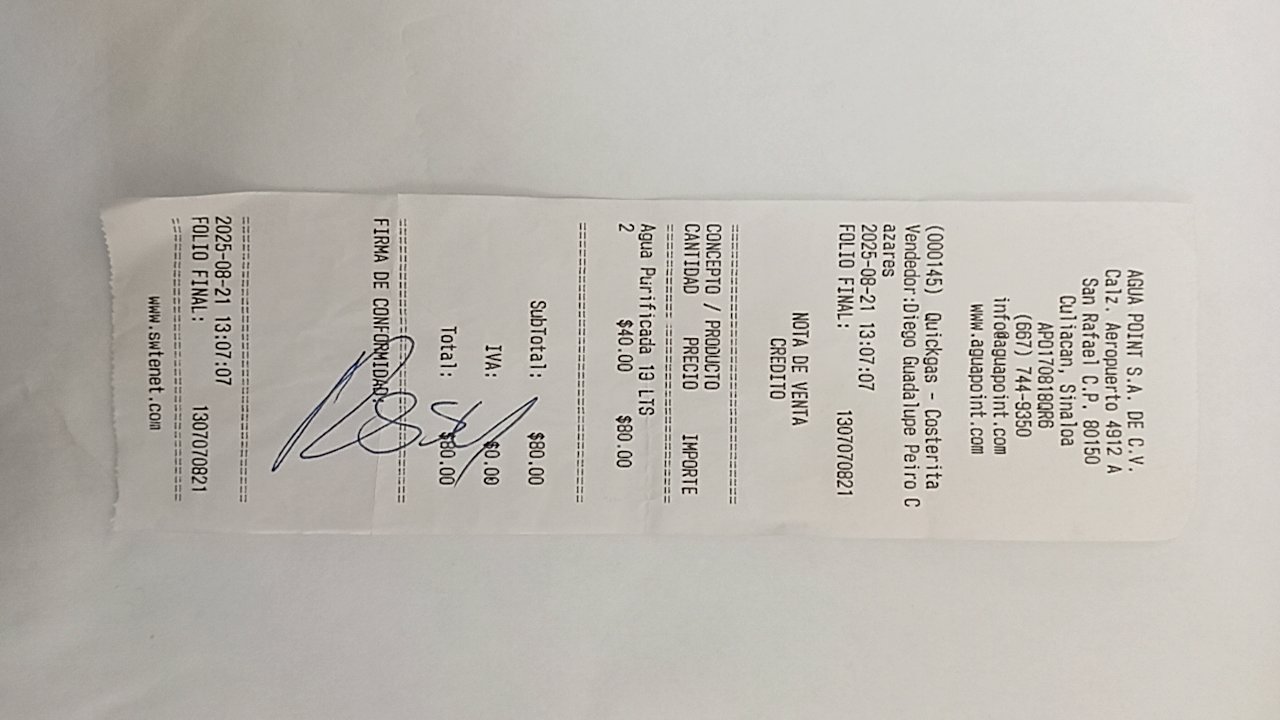 AGUA POINT S.A. DE C.V.
Calz. Aeropuerto 4912 A
San Rafael C.P. 80150
Culiacan, Sinaloa
APO170818QR6
(667) 744-9350
info@aguapoint.com
www.aguapoint.com
(000145) Quickgas - Costerita
Vendedor:Diego Guadalupe Peiro C
azares
2025-08-21 13:07:07
FOLIO FINAL: 1307070821
NOTA DE VENTA
CREDITO
================================
CONCEPTO / PRODUCTO
CANTIDAD PRECIO IMPORTE
================================
Agua Purificada 19 LTS
2 $40.00 $80.00
================================
SubTotal: $80.00
IVA: $0.00
Total: $80.00
================================
FIRMA DE CONFORMIDAD:
================================
2025-08-21 13:07:07
FOLIO FINAL: 1307070821
================================
www.swtenet.com